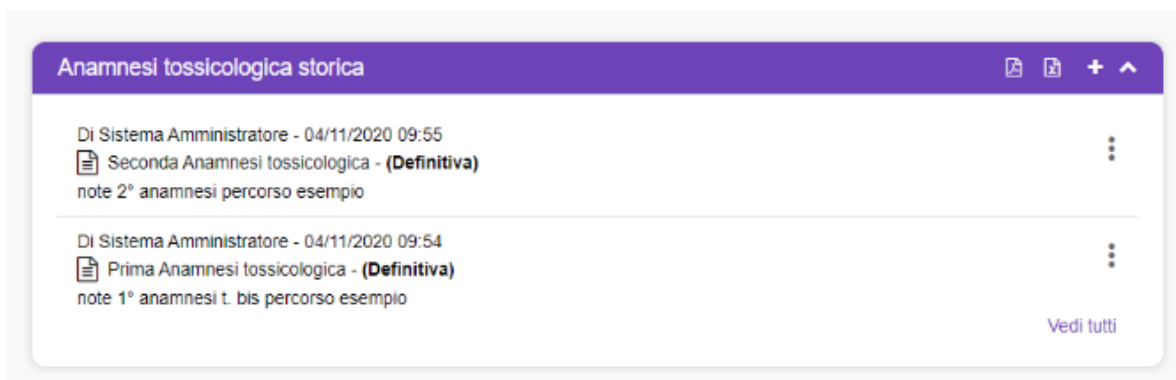 Anamnesi tossicologica storica
Di Sistema Amministratore - 04/11/2020 09:55
Seconda Anamnesi tossicologica - (Definitiva)
note 2° anamnesi percorso esempio
Di Sistema Amministratore - 04/11/2020 09:54
Prima Anamnesi tossicologica - (Definitiva)
note 1° anamnesi t. bis percorso esempio
Vedi tutti